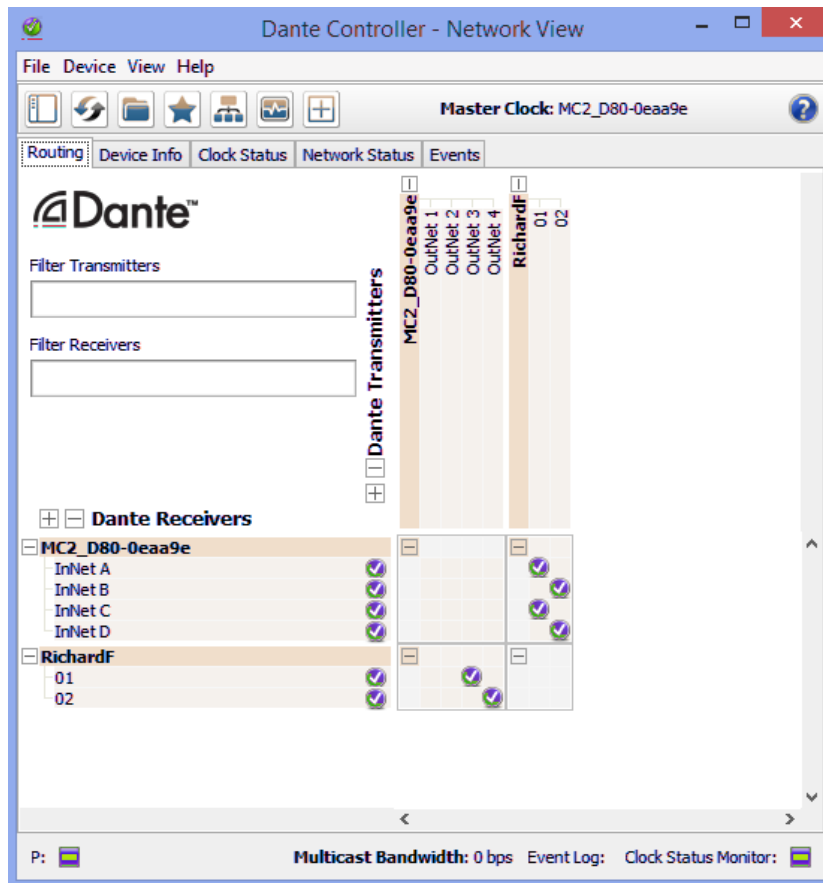 Dante Controller - Network View
File Device View Help
Master Clock: MC2_D80-0eaa9e
Routing Device Info Clock Status Network Status Events
Dante™
Filter Transmitters
Filter Receivers
Dante Transmitters
MC2_D80-0eaa9e
OutNet 1
OutNet 2
OutNet 3
OutNet 4
RichardF
01
02
Dante Receivers
MC2_D80-0eaa9e
InNet A
InNet B
InNet C
InNet D
RichardF
01
02
P: Multicast Bandwidth: 0 bps Event Log: Clock Status Monitor: